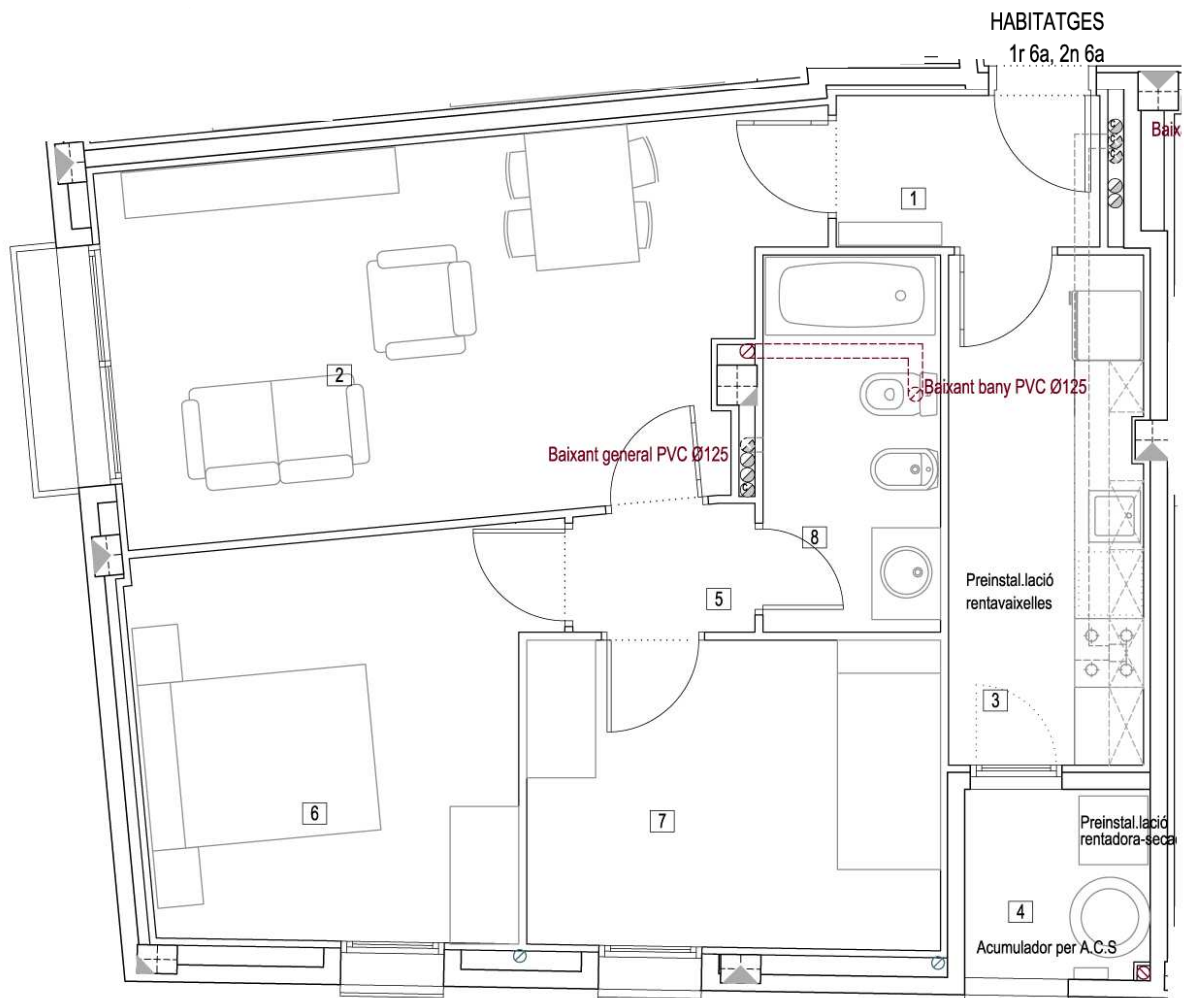 HABITATGES
1r 6a, 2n 6a
Baix
1
2
Baixant bany PVC Ø125
Baixant general PVC Ø125
8
Preinstal.lació
rentavaixelles
5
3
6
7
Preinstal.lació
rentadora-seca
4
Acumulador per A.C.S